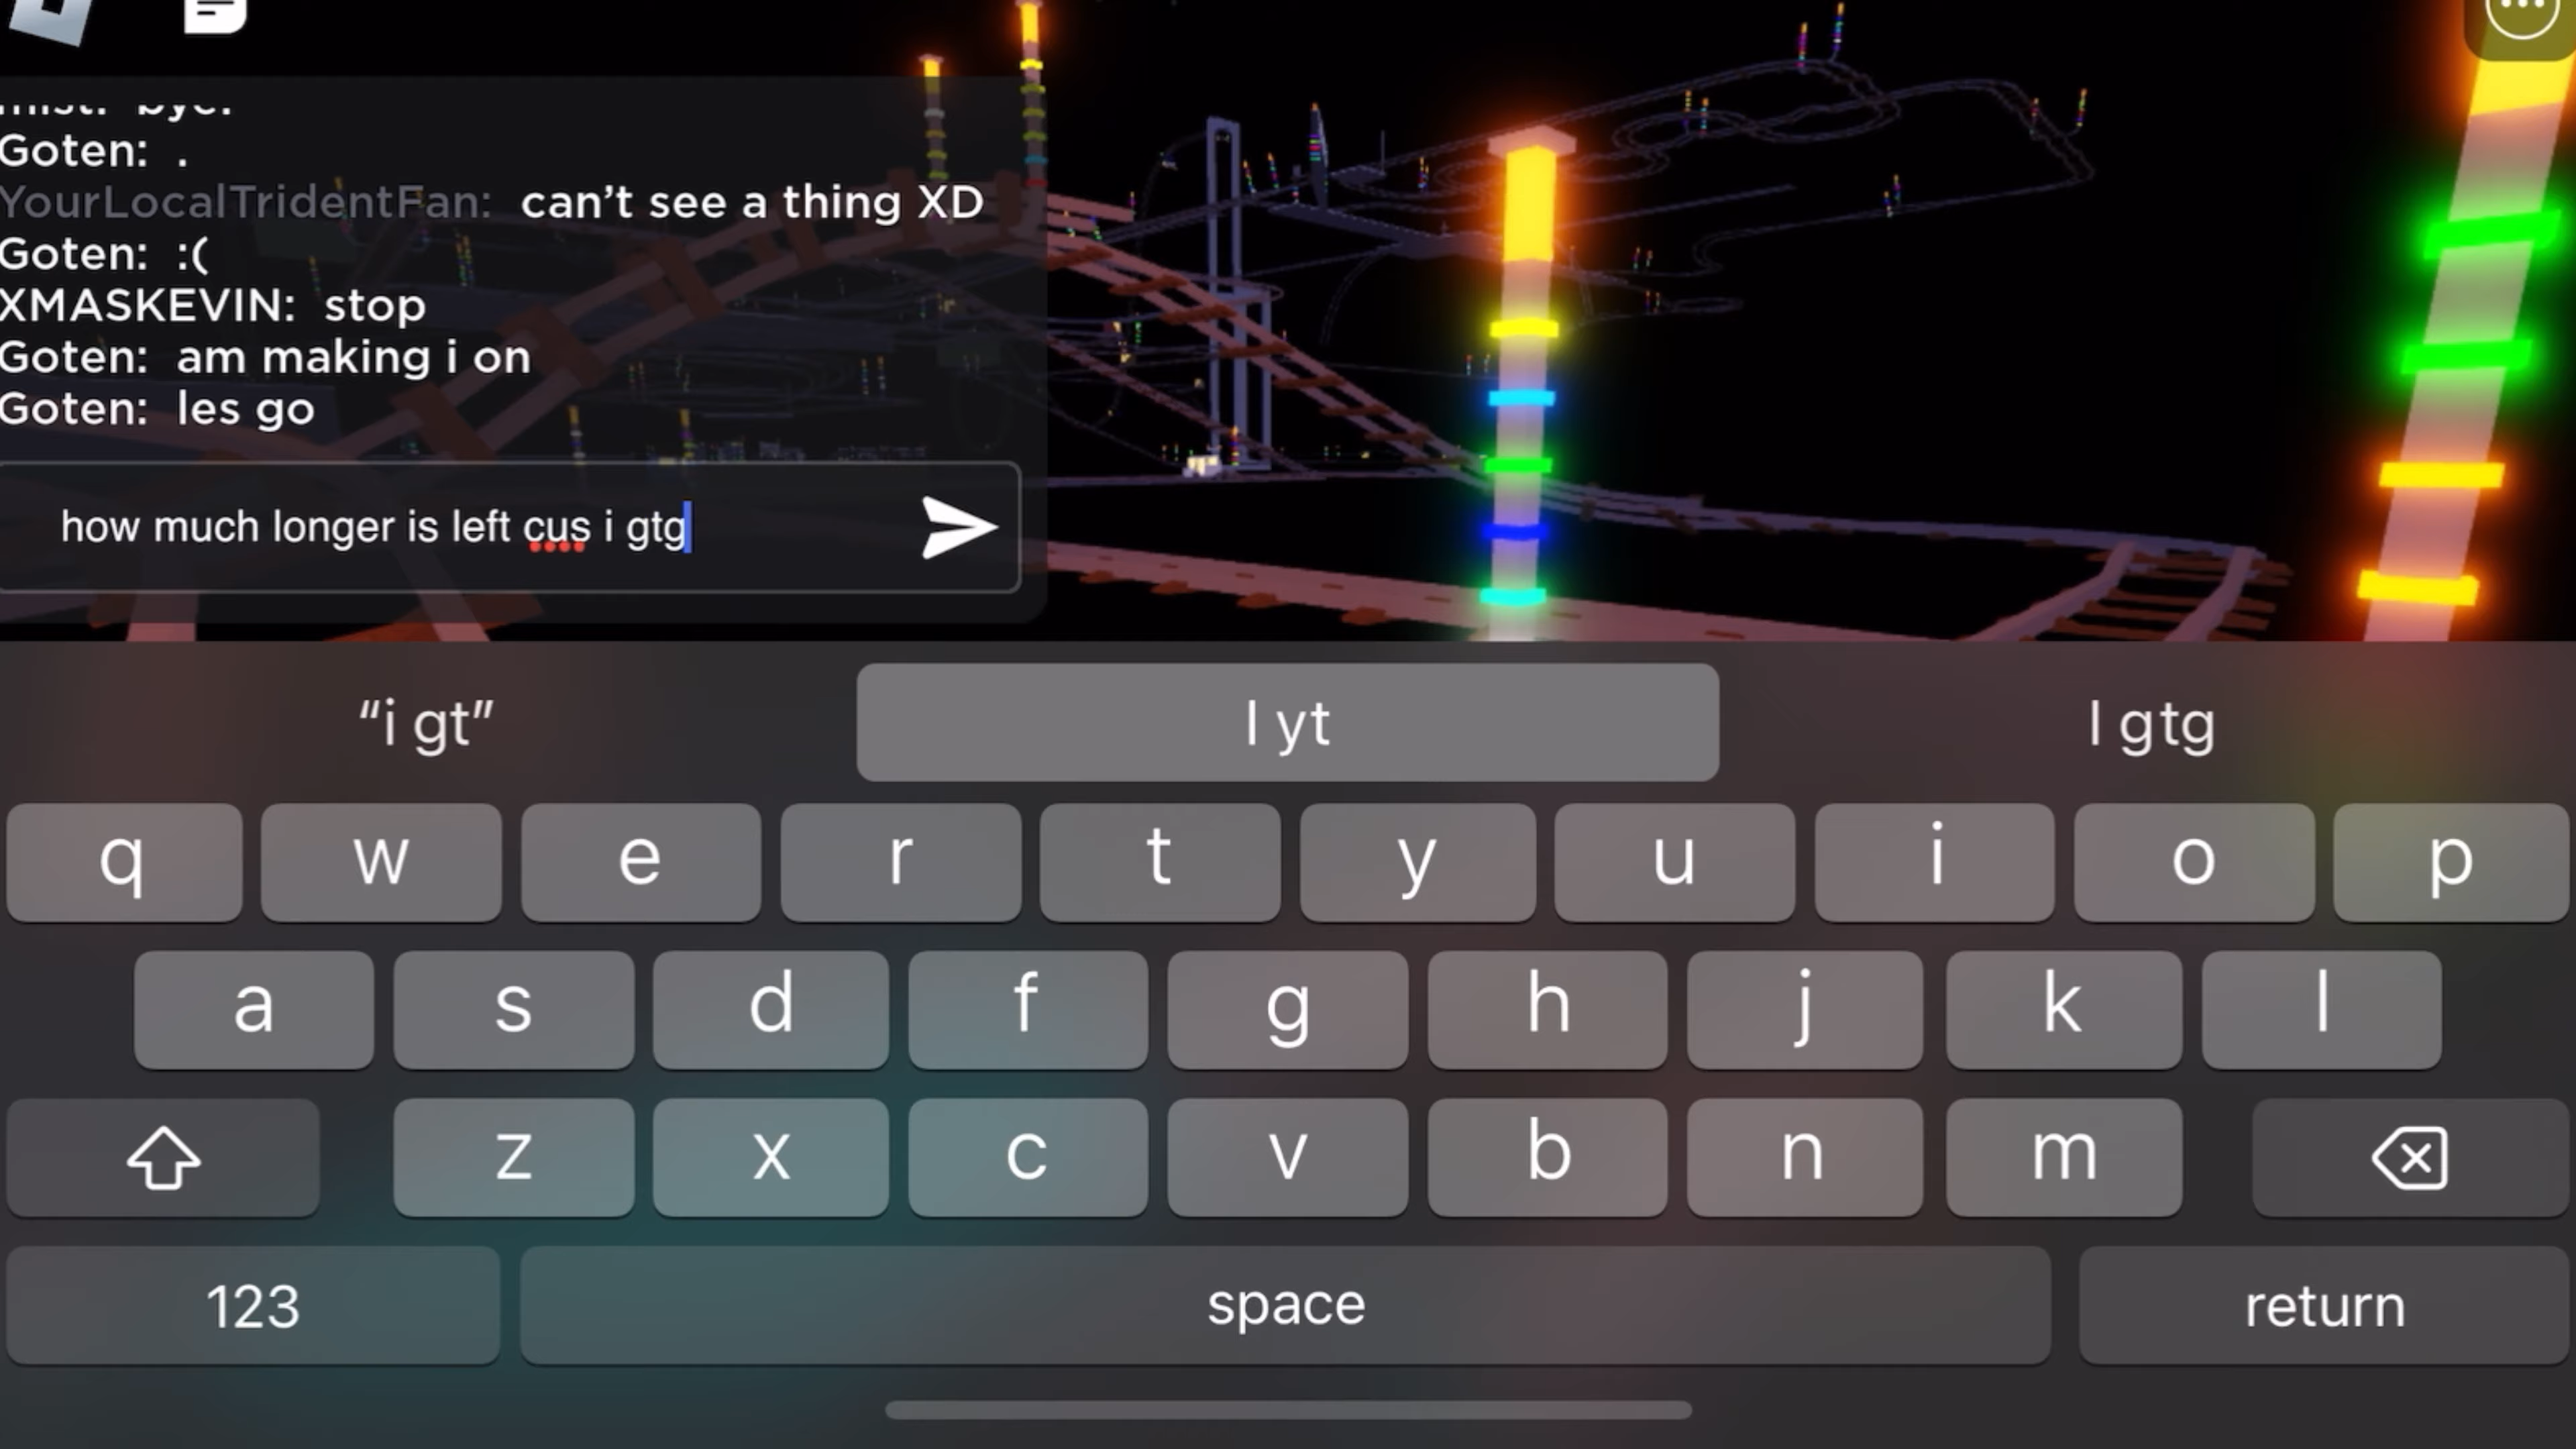 Goten: .
YourLocalTridentFan: can't see a thing XD
Goten: :(
XMASKEVIN: stop
Goten: am making i on
Goten: les go
how much longer is left cus i gtg
“i gt” I yt I gtg
q w e r t y u i o p
a s d f g h j k l
z x c v b n m
123 space return